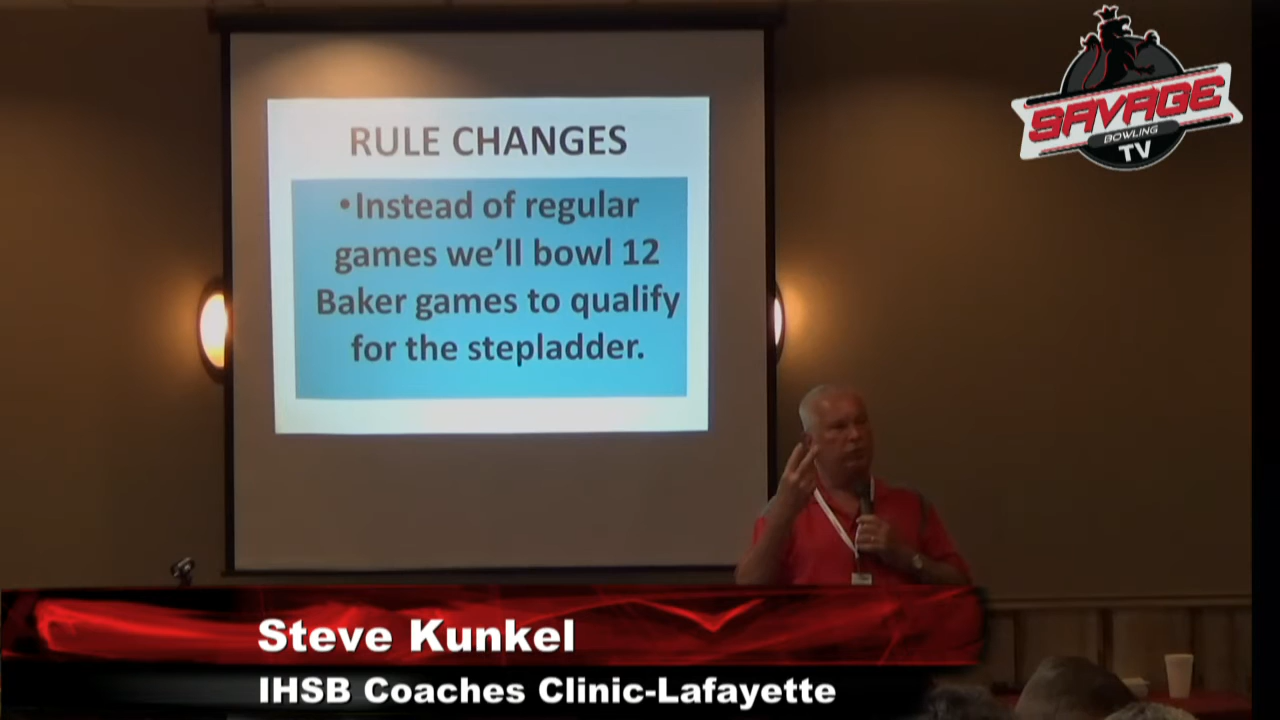 SAVAGE
BOWLING
TV
RULE CHANGES
•Instead of regular
games we'll bowl 12
Baker games to qualify
for the stepladder.
Steve Kunkel
IHSB Coaches Clinic-Lafayette